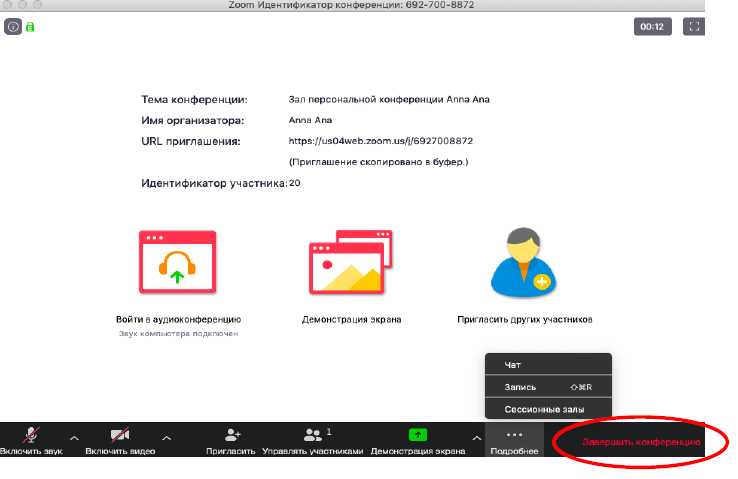 Zoom Идентификатор конференции: 692-700-8872
00:12
Тема конференции: Зал персональной конференции Anna Ana
Имя организатора: Anna Ana
URL приглашения: https://us04web.zoom.us/j/6927008872
(Приглашение скопировано в буфер.)
Идентификатор участника: 20
Войти в аудиоконференцию
Звук компьютера подключен
Демонстрация экрана
Пригласить других участников
Чат
Запись ⇧⌘R
Сессионные залы
Включить звук
Включить видео
Пригласить
1
Управлять участниками
Демонстрация экрана
Подробнее
Завершить конференцию